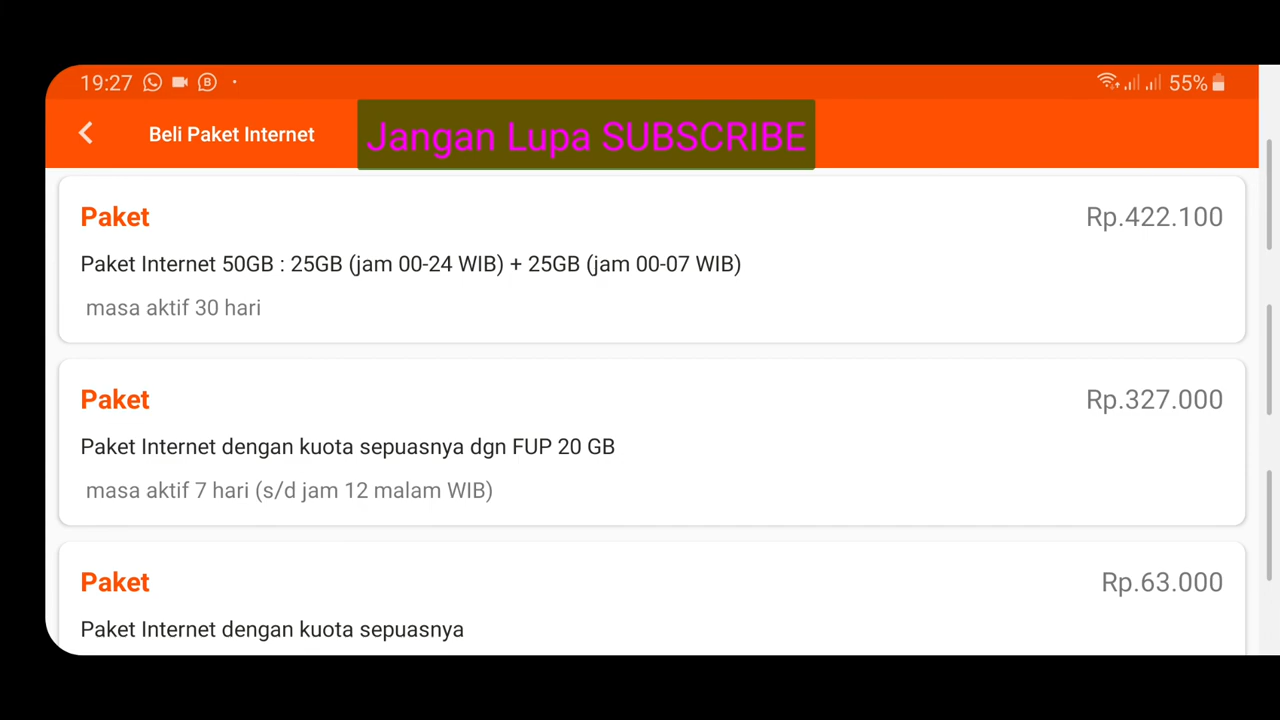 19:27
55%
Beli Paket Internet
Jangan Lupa SUBSCRIBE
Paket
Rp.422.100
Paket Internet 50GB : 25GB (jam 00-24 WIB) + 25GB (jam 00-07 WIB)
masa aktif 30 hari
Paket
Rp.327.000
Paket Internet dengan kuota sepuasnya dgn FUP 20 GB
masa aktif 7 hari (s/d jam 12 malam WIB)
Paket
Rp.63.000
Paket Internet dengan kuota sepuasnya